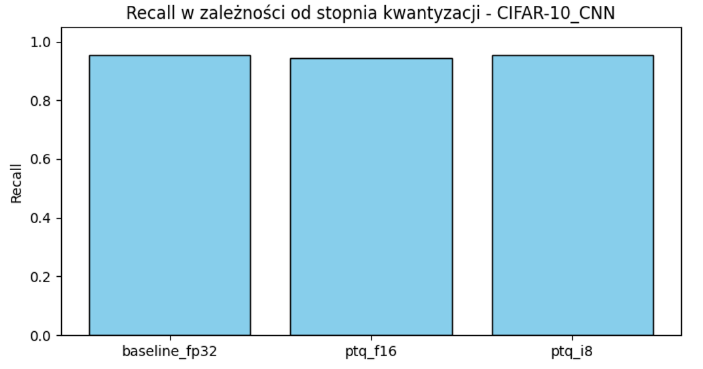 Recall w zależności od stopnia kwantyzacji - CIFAR-10_CNN
1.0
0.8
0.6
0.4
0.2
0.0
Recall
baseline_fp32
ptq_f16
ptq_i8